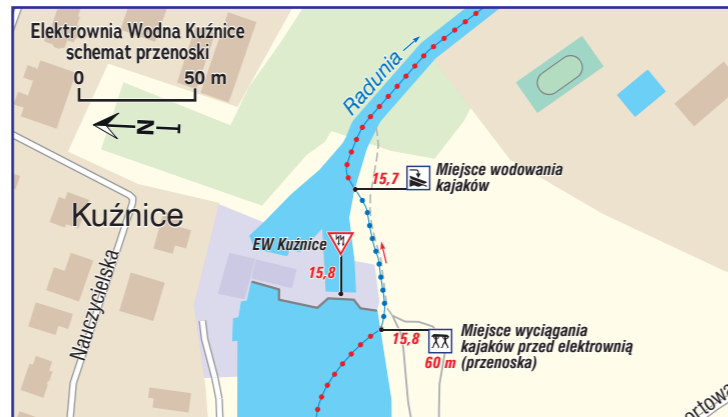 Elektrownia Wodna Kuźnice
schemat przenoski
0 50 m
N
Radunia
15,7
Miejsce wodowania
kajaków
Kuźnice
EW Kuźnice
15,8
Nauczycielska
15,8
Miejsce wyciągania
kajaków przed elektrownią
60 m (przenoska)